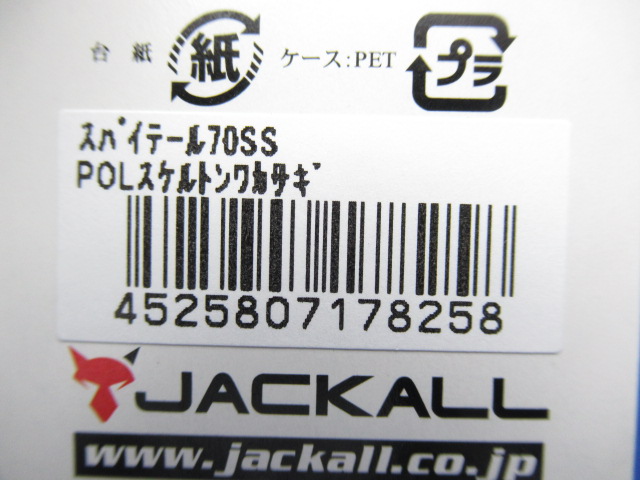 台 紙 紙 ケース:PET プラ
ｽﾊﾟｲﾃｰﾙ70SS
POLｽｹﾙﾄﾝﾜｶｻｷﾞ
4525807178258
JACKALL
www.jackall.co.jp